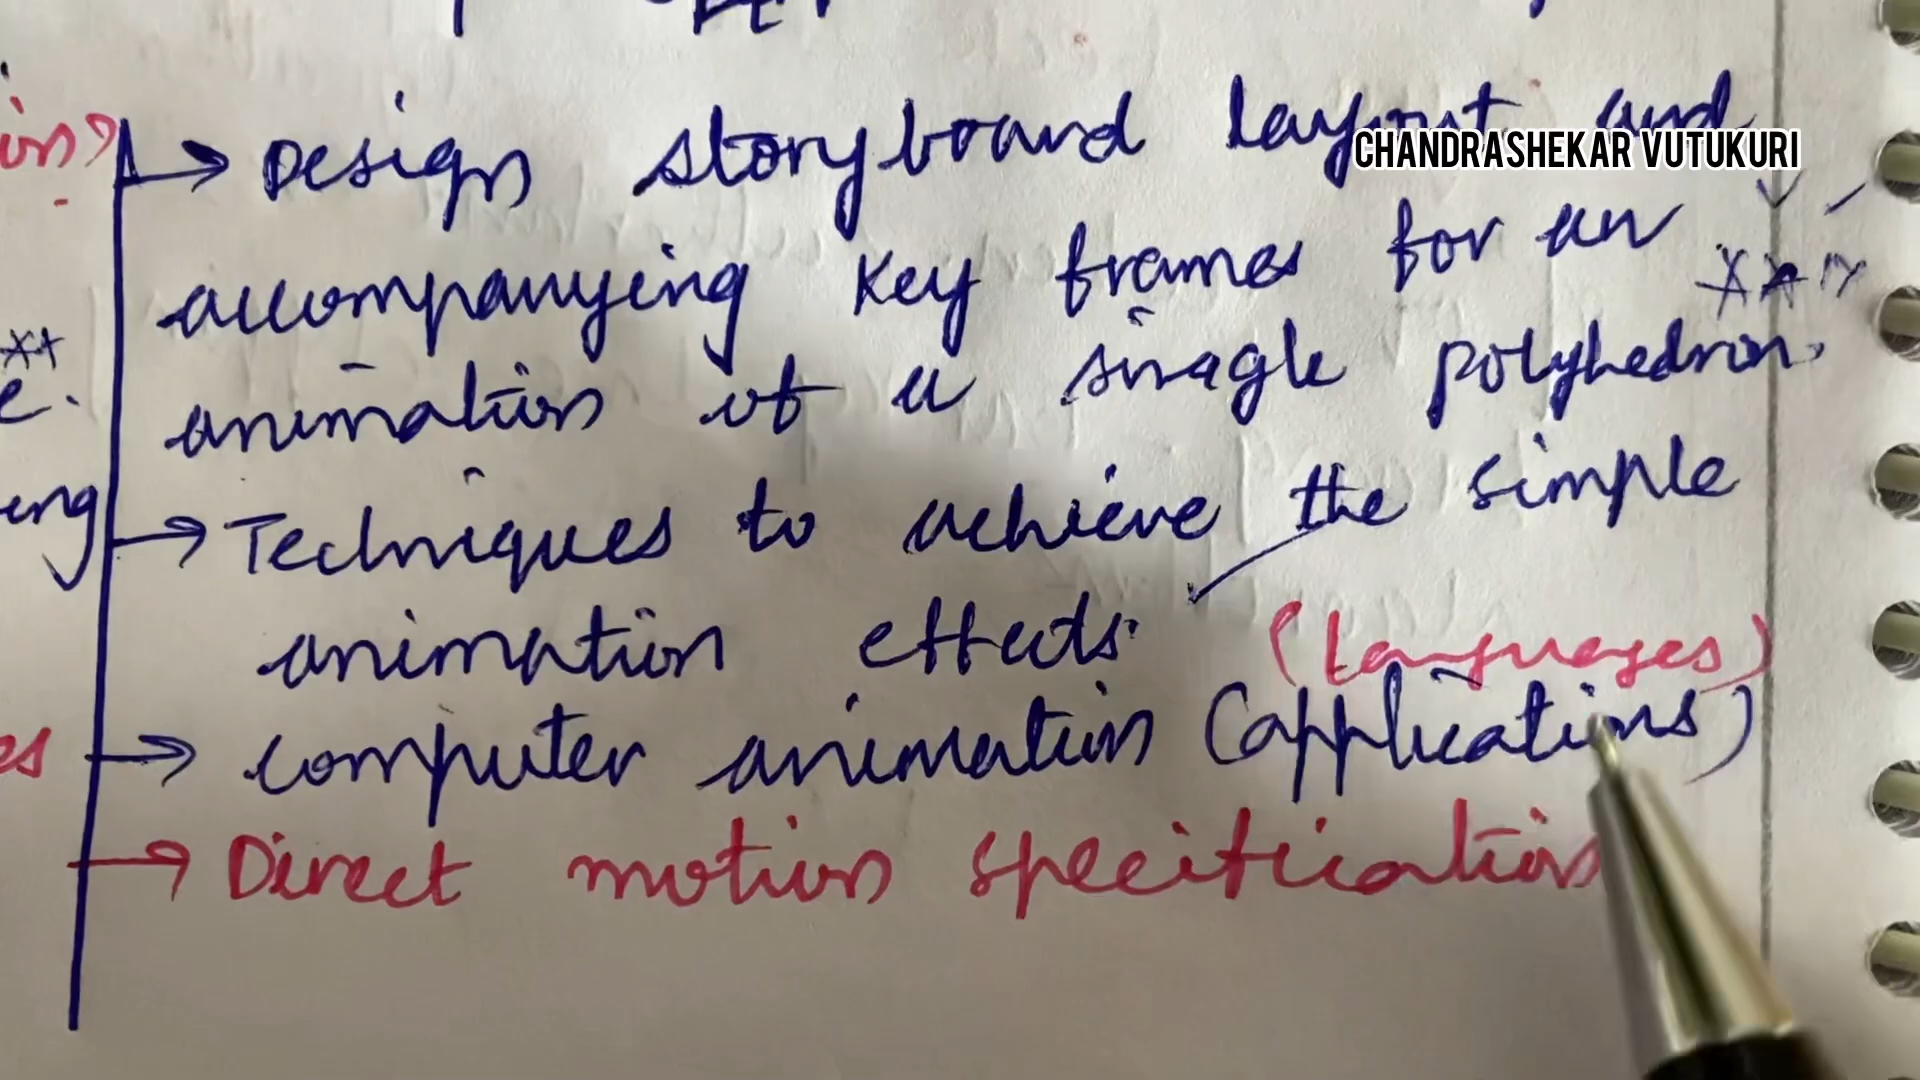 → Design storyboard layout and
CHANDRASHEKAR VUTUKURI
accompanying key frames for an
animation of a single polyhedron.
→ Techniques to achieve the simple
animation effects.
(Languages)
→ computer animation (applications)
→ Direct motion specification